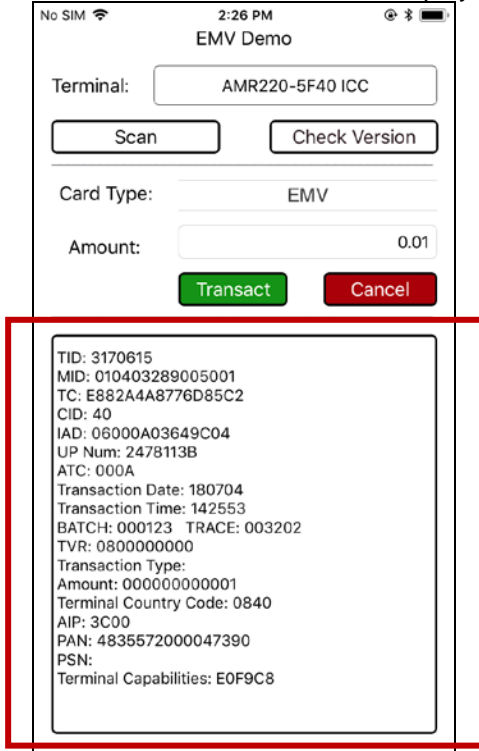 No SIM 2:26 PM
EMV Demo
Terminal: AMR220-5F40 ICC
Scan Check Version
Card Type: EMV
Amount: 0.01
Transact Cancel
TID: 3170615
MID: 010403289005001
TC: E882A4A8776D85C2
CID: 40
IAD: 06000A03649C04
UP Num: 2478113B
ATC: 000A
Transaction Date: 180704
Transaction Time: 142553
BATCH: 000123 TRACE: 003202
TVR: 0800000000
Transaction Type:
Amount: 000000000001
Terminal Country Code: 0840
AIP: 3C00
PAN: 4835572000047390
PSN:
Terminal Capabilities: E0F9C8